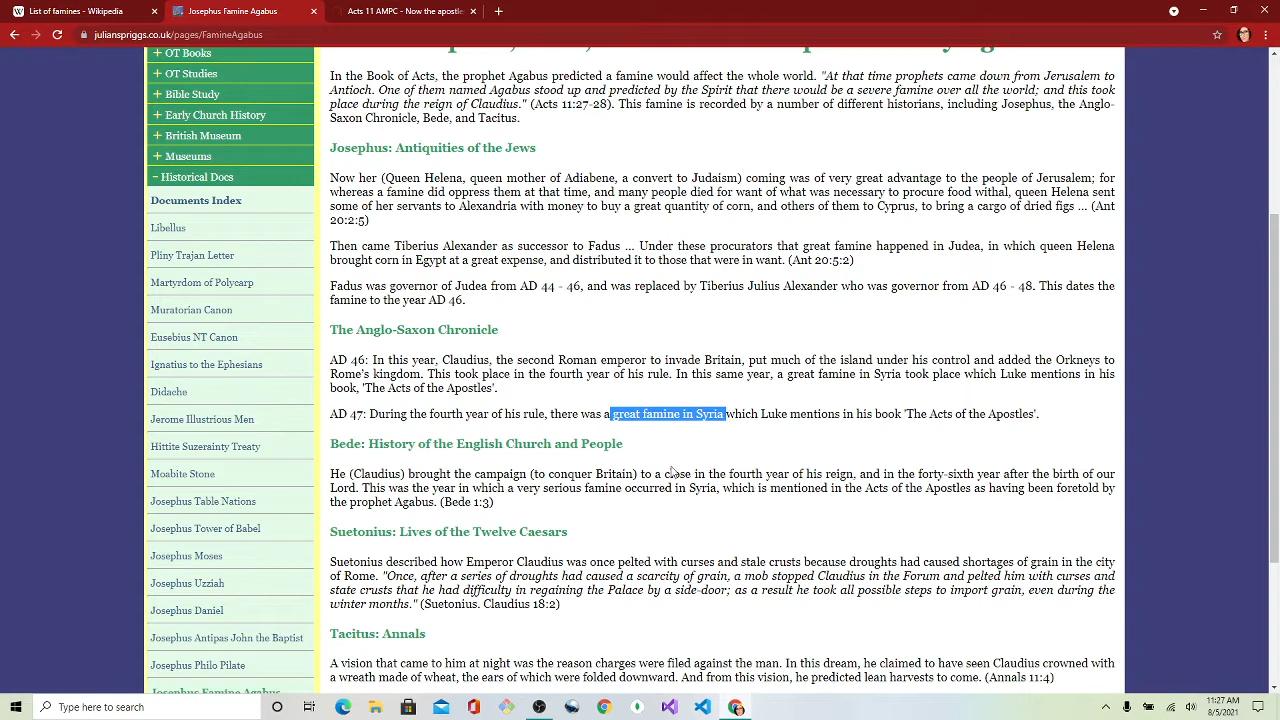 List of famines - Wikipedia
Josephus Famine Agabus
Acts 11 AMPC - Now the apostle
julianspriggs.co.uk/pages/FamineAgabus
+ OT Books
+ OT Studies
+ Bible Study
+ Early Church History
+ British Museum
+ Museums
− Historical Docs
Documents Index
Libellus
Pliny Trajan Letter
Martyrdom of Polycarp
Muratorian Canon
Eusebius NT Canon
Ignatius to the Ephesians
Didache
Jerome Illustrious Men
Hittite Suzerainty Treaty
Moabite Stone
Josephus Table Nations
Josephus Tower of Babel
Josephus Moses
Josephus Uzziah
Josephus Daniel
Josephus Antipas John the Baptist
Josephus Philo Pilate
Josephus Famine Agabus
In the Book of Acts, the prophet Agabus predicted a famine would affect the whole world. "At that time prophets came down from Jerusalem to
Antioch. One of them named Agabus stood up and predicted by the Spirit that there would be a severe famine over all the world; and this took
place during the reign of Claudius." (Acts 11:27-28). This famine is recorded by a number of different historians, including Josephus, the Anglo-
Saxon Chronicle, Bede, and Tacitus.
Josephus: Antiquities of the Jews
Now her (Queen Helena, queen mother of Adiabene, a convert to Judaism) coming was of very great advantage to the people of Jerusalem; for
whereas a famine did oppress them at that time, and many people died for want of what was necessary to procure food withal, queen Helena sent
some of her servants to Alexandria with money to buy a great quantity of corn, and others of them to Cyprus, to bring a cargo of dried figs ... (Ant
20:2:5)
Then came Tiberius Alexander as successor to Fadus ... Under these procurators that great famine happened in Judea, in which queen Helena
brought corn in Egypt at a great expense, and distributed it to those that were in want. (Ant 20:5:2)
Fadus was governor of Judea from AD 44 - 46, and was replaced by Tiberius Julius Alexander who was governor from AD 46 - 48. This dates the
famine to the year AD 46.
The Anglo-Saxon Chronicle
AD 46: In this year, Claudius, the second Roman emperor to invade Britain, put much of the island under his control and added the Orkneys to
Rome's kingdom. This took place in the fourth year of his rule. In this same year, a great famine in Syria took place which Luke mentions in his
book, 'The Acts of the Apostles'.
AD 47: During the fourth year of his rule, there was a great famine in Syria which Luke mentions in his book 'The Acts of the Apostles'.
Bede: History of the English Church and People
He (Claudius) brought the campaign (to conquer Britain) to a close in the fourth year of his reign, and in the forty-sixth year after the birth of our
Lord. This was the year in which a very serious famine occurred in Syria, which is mentioned in the Acts of the Apostles as having been foretold by
the prophet Agabus. (Bede 1:3)
Suetonius: Lives of the Twelve Caesars
Suetonius described how Emperor Claudius was once pelted with curses and stale crusts because droughts had caused shortages of grain in the city
of Rome. "Once, after a series of droughts had caused a scarcity of grain, a mob stopped Claudius in the Forum and pelted him with curses and
state crusts that he had difficulty in regaining the Palace by a side-door; as a result he took all possible steps to import grain, even during the
winter months." (Suetonius. Claudius 18:2)
Tacitus: Annals
A vision that came to him at night was the reason charges were filed against the man. In this dream, he claimed to have seen Claudius crowned with
a wreath made of wheat; the ears of which were folded downward. And from this vision, he predicted lean harvests to come. (Annals 11:4)
Type here to search
11:27 AM
8/5/2021